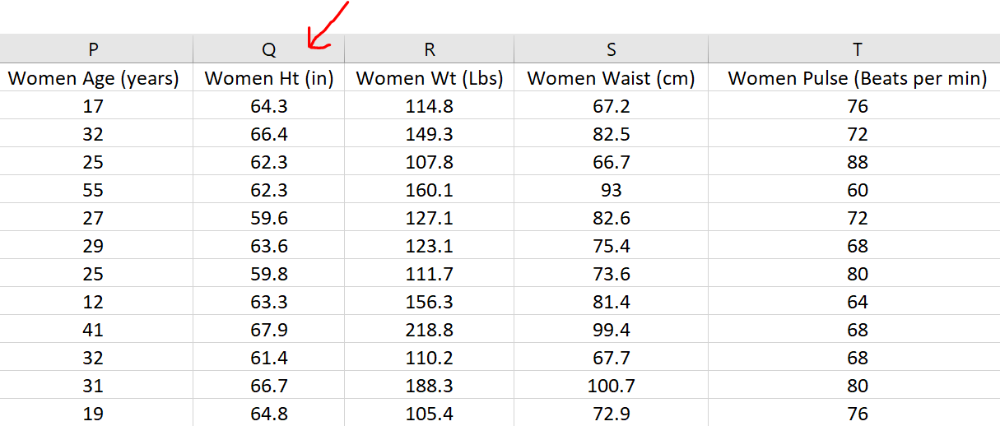 P Q R S T
Women Age (years) Women Ht (in) Women Wt (Lbs) Women Waist (cm) Women Pulse (Beats per min)
17 64.3 114.8 67.2 76
32 66.4 149.3 82.5 72
25 62.3 107.8 66.7 88
55 62.3 160.1 93 60
27 59.6 127.1 82.6 72
29 63.6 123.1 75.4 68
25 59.8 111.7 73.6 80
12 63.3 156.3 81.4 64
41 67.9 218.8 99.4 68
32 61.4 110.2 67.7 68
31 66.7 188.3 100.7 80
19 64.8 105.4 72.9 76